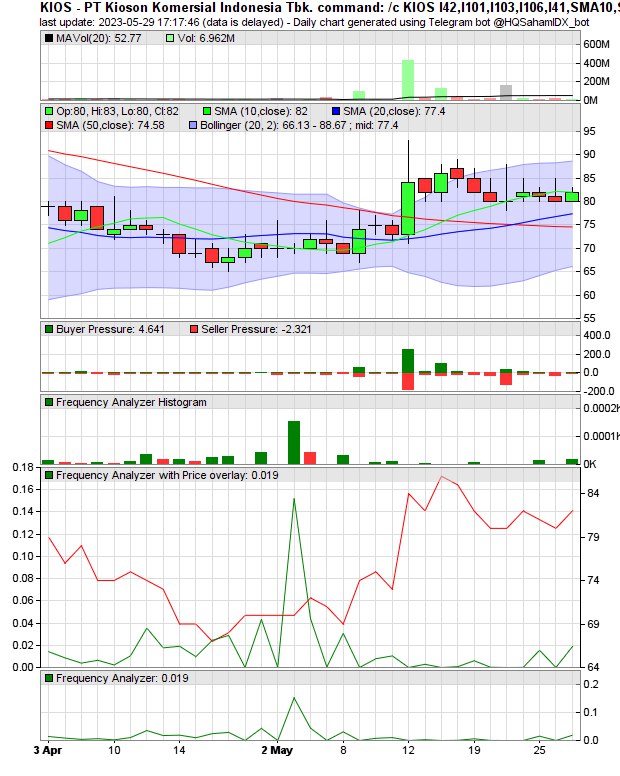 KIOS - PT Kioson Komersial Indonesia Tbk. command: /c KIOS I42,I101,I103,I106,I41,SMA10,
last update: 2023-05-29 17:17:46 (data is delayed) - Daily chart generated using Telegram bot @HQSahamIDX_bot
MAVol(20): 52.77 Vol: 6.962M
600M
400M
200M
0M
Op:80, Hi:83, Lo:80, Cl:82 SMA (10,close): 82 SMA (20,close): 77.4
SMA (50,close): 74.58 Bollinger (20, 2): 66.13 - 88.67 ; mid: 77.4
95
90
85
80
75
70
65
60
55
Buyer Pressure: 4.641 Seller Pressure: -2.321
400.0
200.0
0.0
-200.0
Frequency Analyzer Histogram
0.0002
0.0001
0K
Frequency Analyzer with Price overlay: 0.019
0.18
0.16
0.14
0.12
0.10
0.08
0.06
0.04
0.02
0.00
84
79
74
69
64
Frequency Analyzer: 0.019
0.2
0.1
0.0
3 Apr 10 14 2 May 8 12 19 25